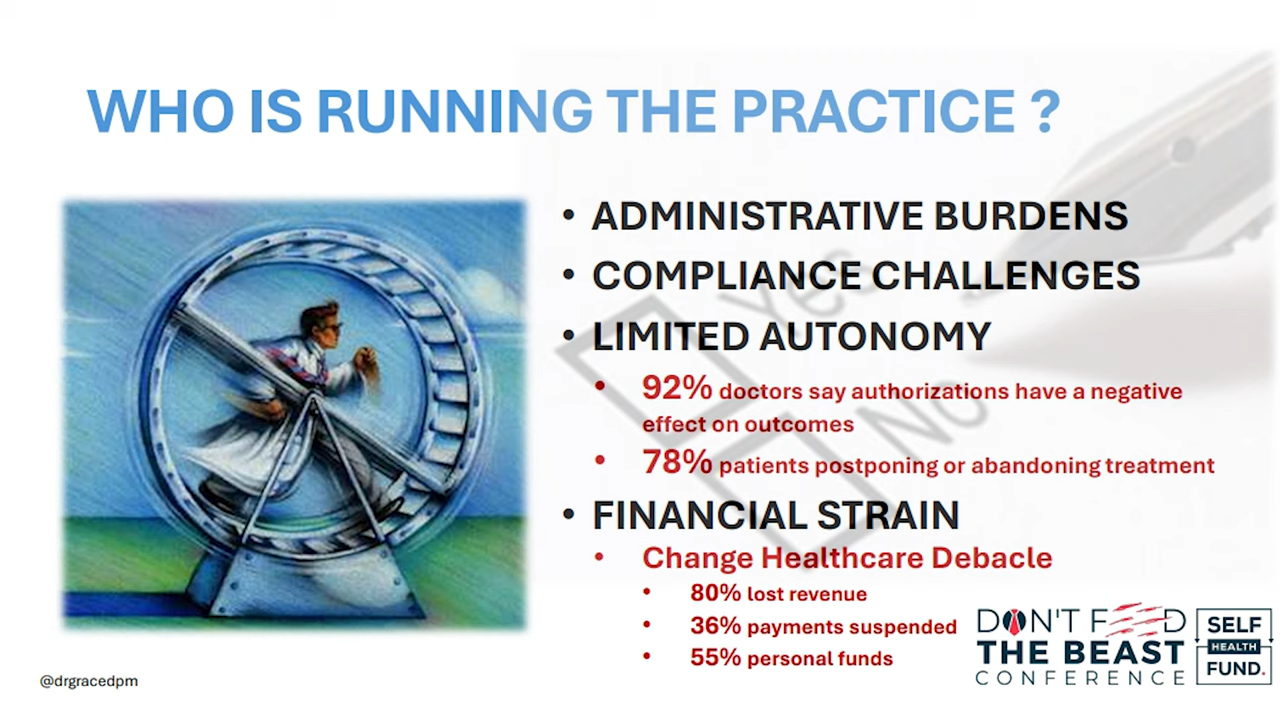 WHO IS RUNNING THE PRACTICE ?
• ADMINISTRATIVE BURDENS
• COMPLIANCE CHALLENGES
• LIMITED AUTONOMY
• 92% doctors say authorizations have a negative
effect on outcomes
• 78% patients postponing or abandoning treatment
• FINANCIAL STRAIN
• Change Healthcare Debacle
• 80% lost revenue
• 36% payments suspended
• 55% personal funds
Yes
No
@drgracedpm
DON'T FEED
THE BEAST
CONFERENCE
SELF
HEALTH
FUND.